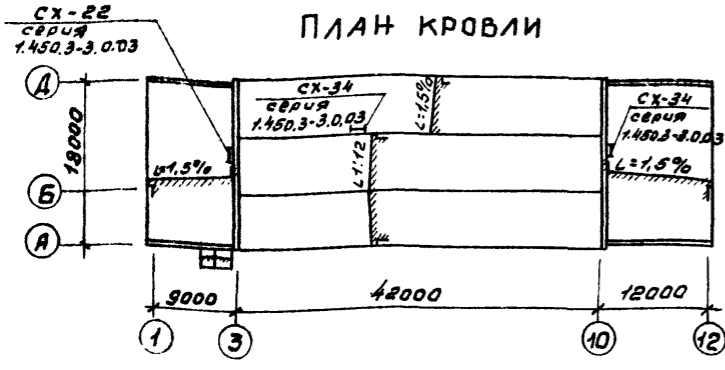 СХ-22
серия
1.450.3-3.0.03
ПЛАН КРОВЛИ
Д
СХ-34
серия
1.450.3-3.0.03
i=1,5%
СХ-34
серия
1.450.3-3.0.03
18000
i=1,5%
i 1:12
i=1,5%
Б
А
9000
42000
12000
1
3
10
12